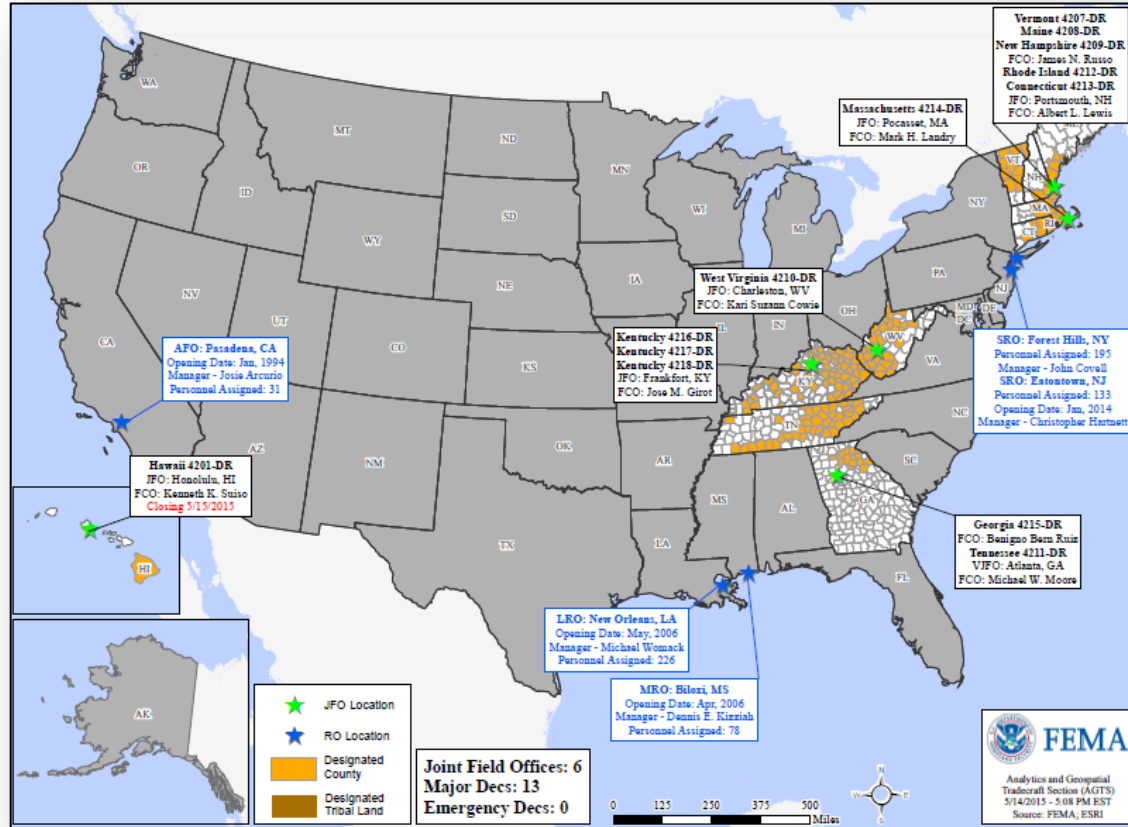 Vermont 4207-DR
Maine 4208-DR
New Hampshire 4209-DR
FCO: James N. Russo
Rhode Island 4212-DR
Connecticut 4213-DR
JFO: Portsmouth, NH
FCO: Albert L. Lewis
Massachusetts 4214-DR
JFO: Pocasset, MA
FCO: Mark H. Landry
WA
MT
ND
MN
OR
ID
SD
WI
MI
NY
VT
NH
MA
RI
CT
WY
IA
NE
PA
NJ
OH
IN
MD
DE
DC
NV
UT
CO
CA
KS
WV
VA
KY
West Virginia 4210-DR
JFO: Charleston, WV
FCO: Kari Suzann Cowie
Kentucky 4216-DR
Kentucky 4217-DR
Kentucky 4218-DR
JFO: Frankfort, KY
FCO: Jose M. Girot
AFO: Pasadena, CA
Opening Date: Jan, 1994
Manager - Josie Arcurio
Personnel Assigned: 31
SRO: Forest Hills, NY
Personnel Assigned: 195
Manager - John Covell
SRO: Eatontown, NJ
Personnel Assigned: 133
Opening Date: Jan, 2014
Manager - Christopher Hartnett
AZ
NM
OK
AR
TN
NC
SC
MS
AL
GA
TX
LA
FL
Hawaii 4201-DR
JFO: Honolulu, HI
FCO: Kenneth K. Suiso
Closing 5/15/2015
HI
Georgia 4215-DR
FCO: Benigno Bern Ruiz
Tennessee 4211-DR
VJFO: Atlanta, GA
FCO: Michael W. Moore
LRO: New Orleans, LA
Opening Date: May, 2006
Manager - Michael Womack
Personnel Assigned: 226
MRO: Biloxi, MS
Opening Date: Apr, 2006
Manager - Dennis E. Kizziah
Personnel Assigned: 78
AK
JFO Location
RO Location
Designated
County
Designated
Tribal Land
Joint Field Offices: 6
Major Decs: 13
Emergency Decs: 0
0 125 250 375 500
Miles
N
W
E
S
FEMA
Analytics and Geospatial
Tradecraft Section (AGTS)
5/14/2015 - 5:08 PM EST
Source: FEMA, ESRI